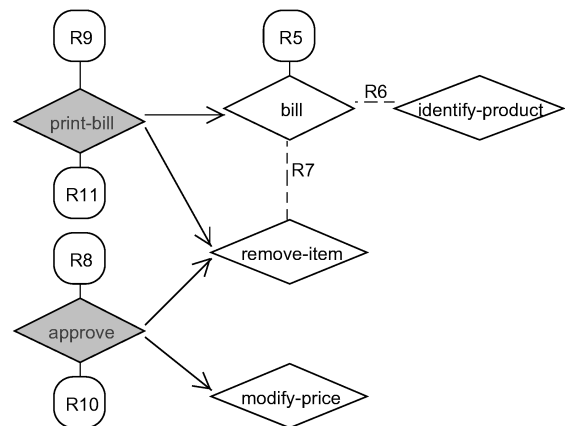 R9
R5
print-bill
bill
R6
identify-product
R11
R7
R8
remove-item
approve
R10
modify-price